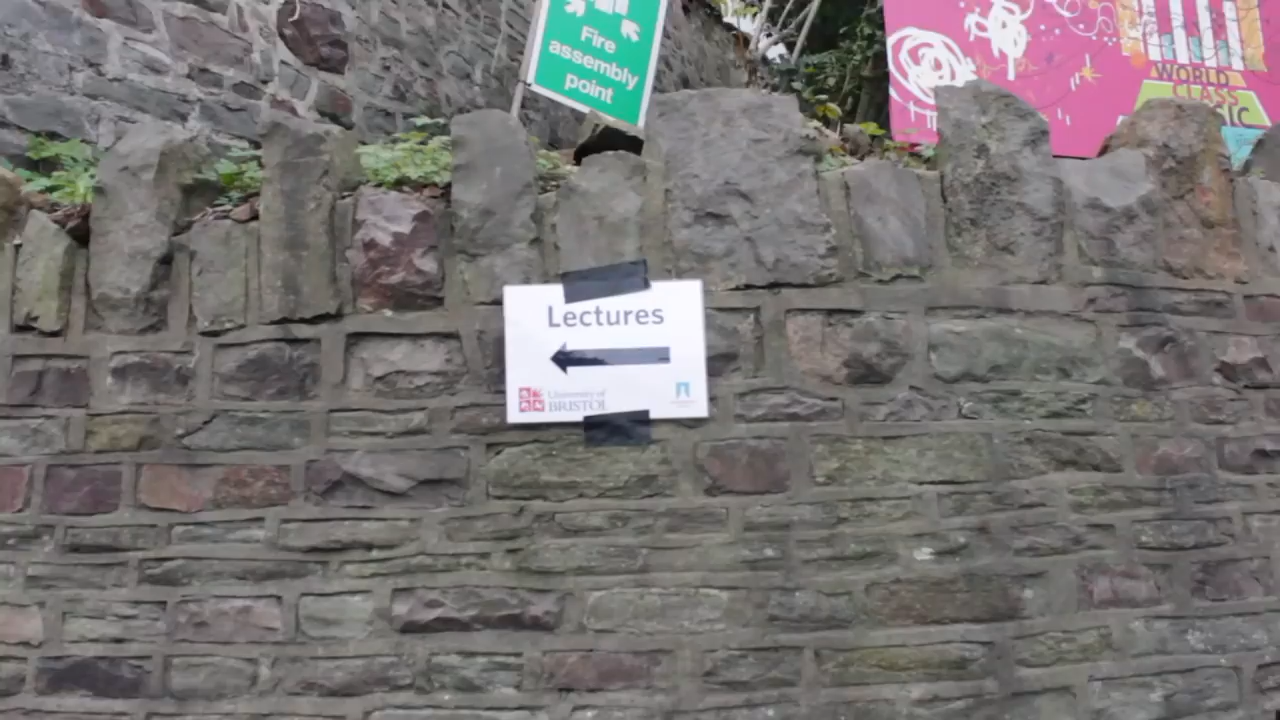 Fire
assembly
point
WORLD
CLASS
Lectures
University of
BRISTOL